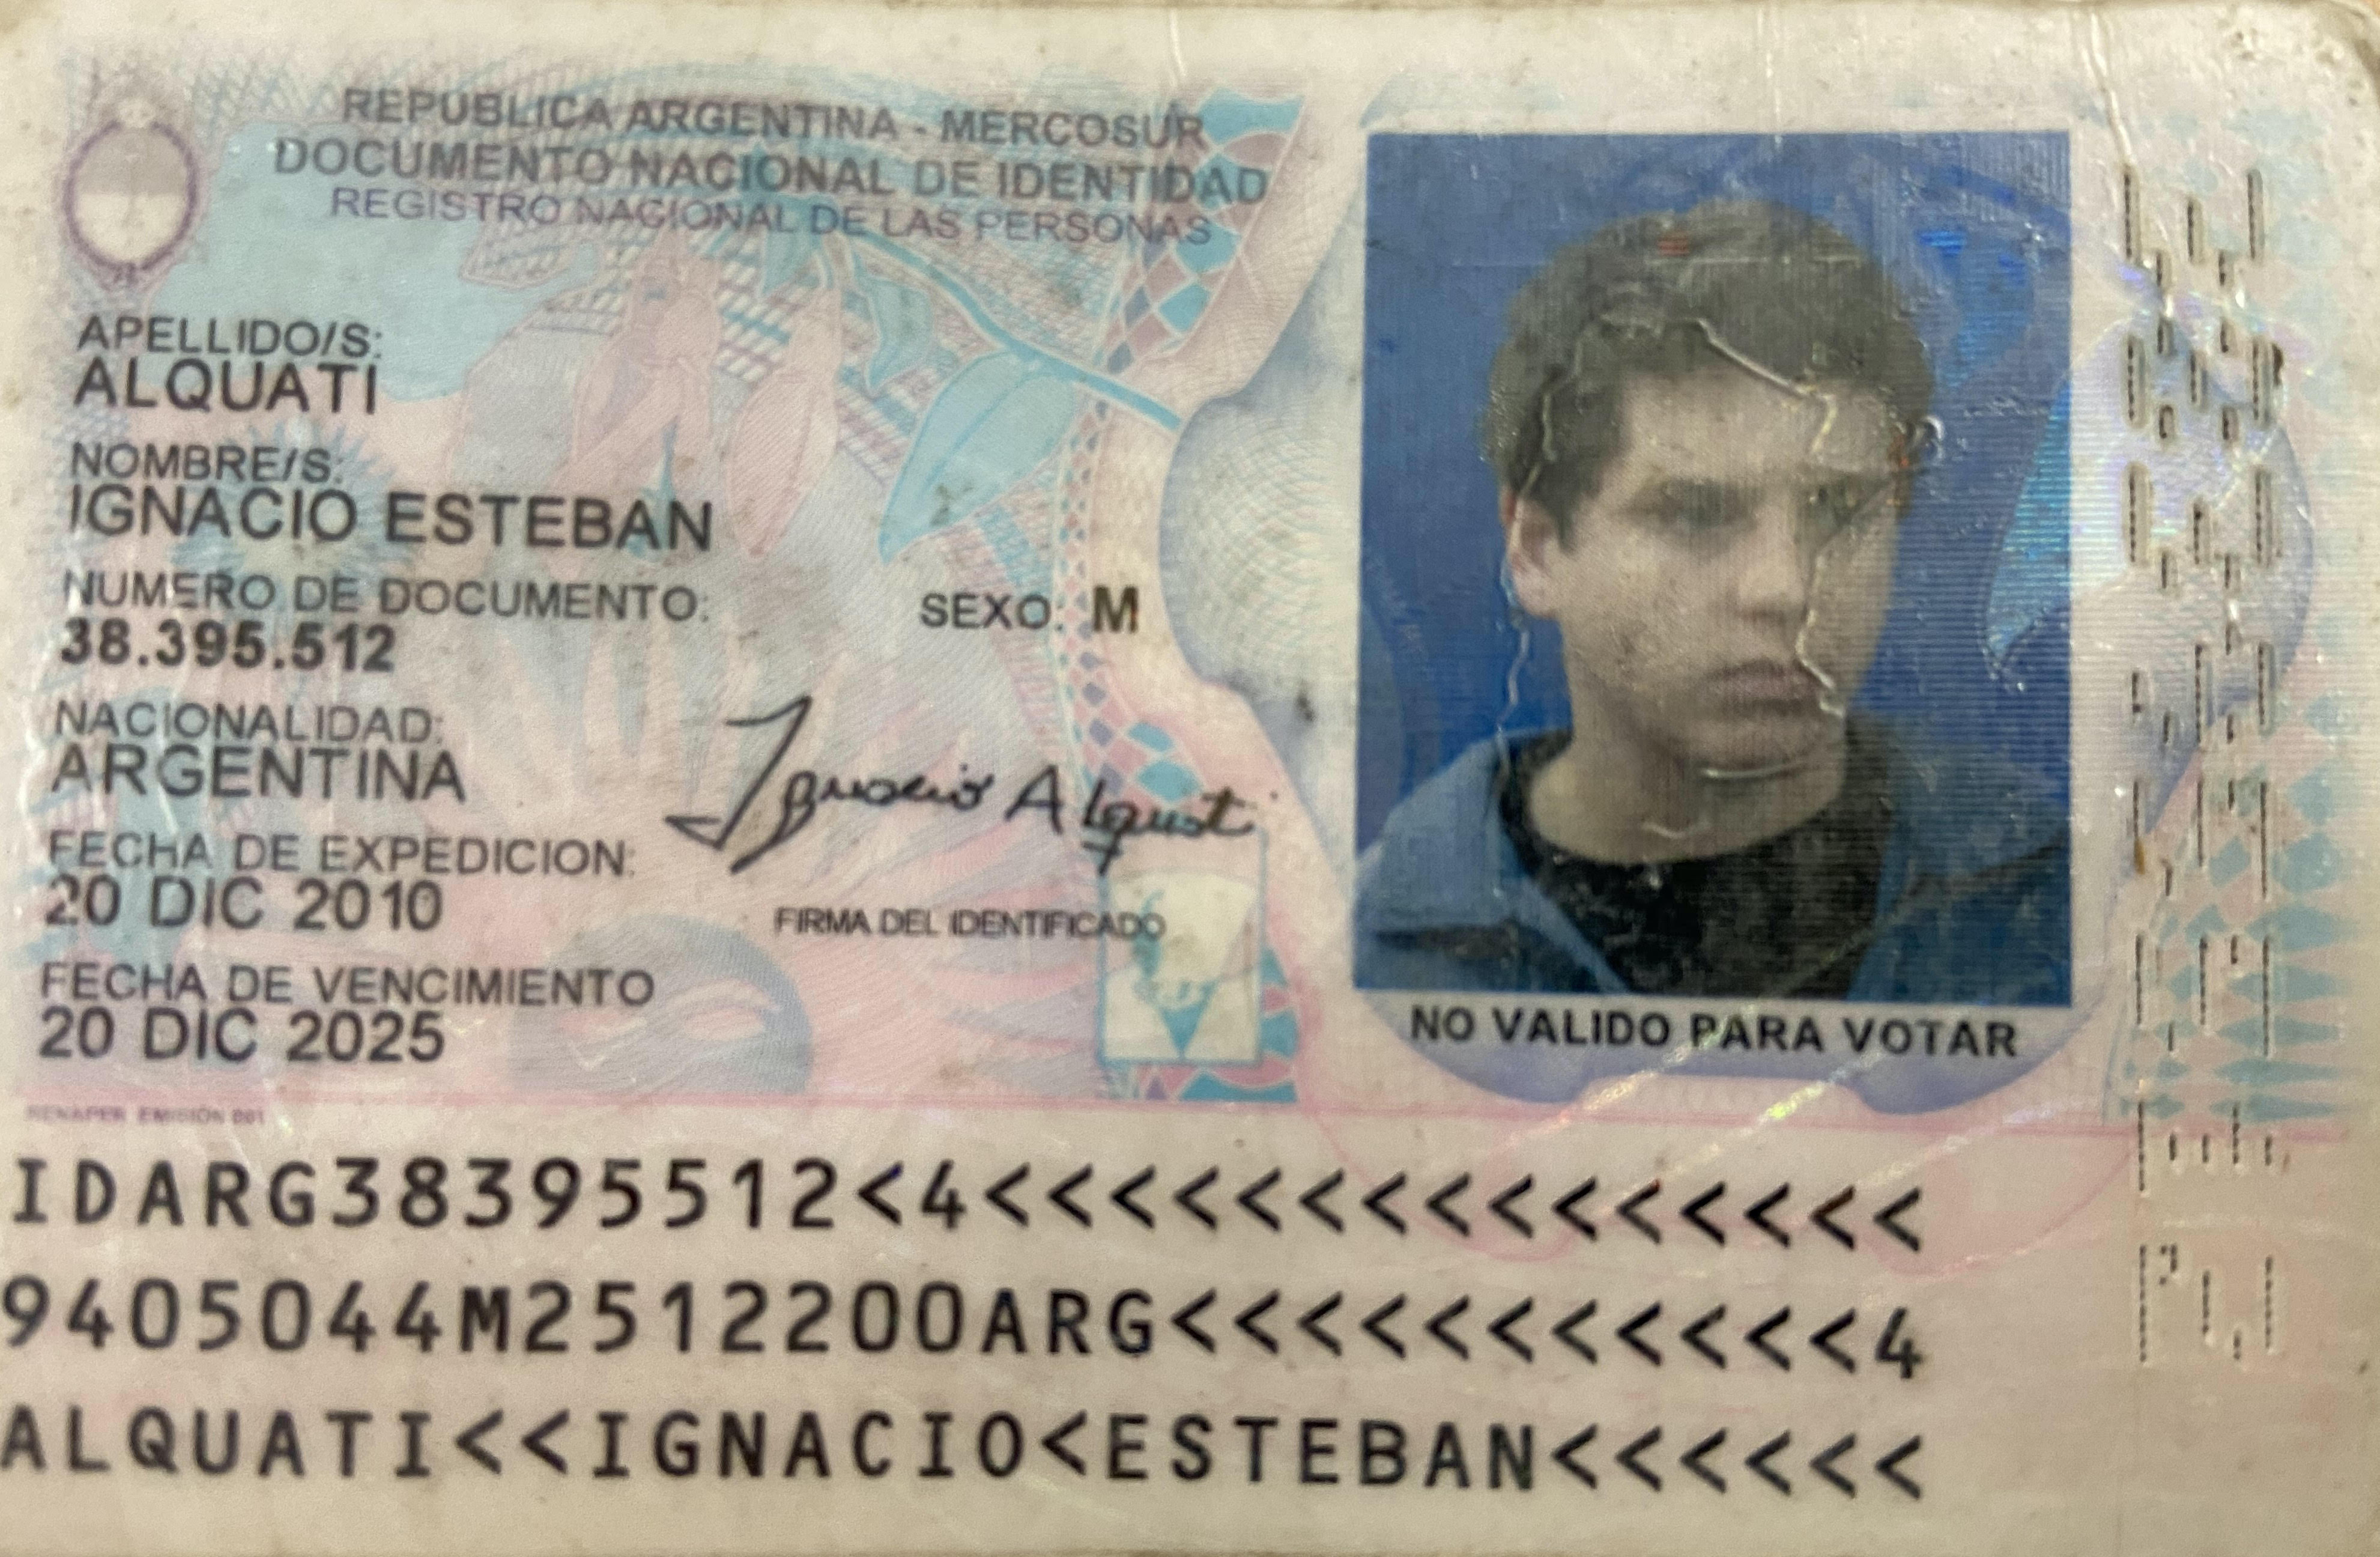 REPUBLICA ARGENTINA - MERCOSUR
DOCUMENTO NACIONAL DE IDENTIDAD
REGISTRO NACIONAL DE LAS PERSONAS
APELLIDO/S:
ALQUATI
NOMBRE/S:
IGNACIO ESTEBAN
NUMERO DE DOCUMENTO:
38.395.512
SEXO: M
NACIONALIDAD:
ARGENTINA
FECHA DE EXPEDICION:
20 DIC 2010
Ignacio Alquati
FIRMA DEL IDENTIFICADO
FECHA DE VENCIMIENTO
20 DIC 2025
NO VALIDO PARA VOTAR
RENAPER EMISIÓN 001
IDARG38395512<4<<<<<<<<<<<<<<<
9405044M2512200ARG<<<<<<<<<<<4
ALQUATI<<IGNACIO<ESTEBAN<<<<<<